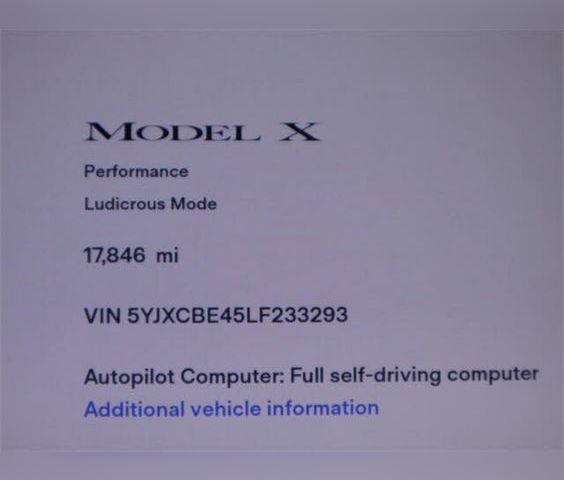 MODEL X
Performance
Ludicrous Mode
17,846 mi
VIN 5YJXCBE45LF233293
Autopilot Computer: Full self-driving computer
Additional vehicle information